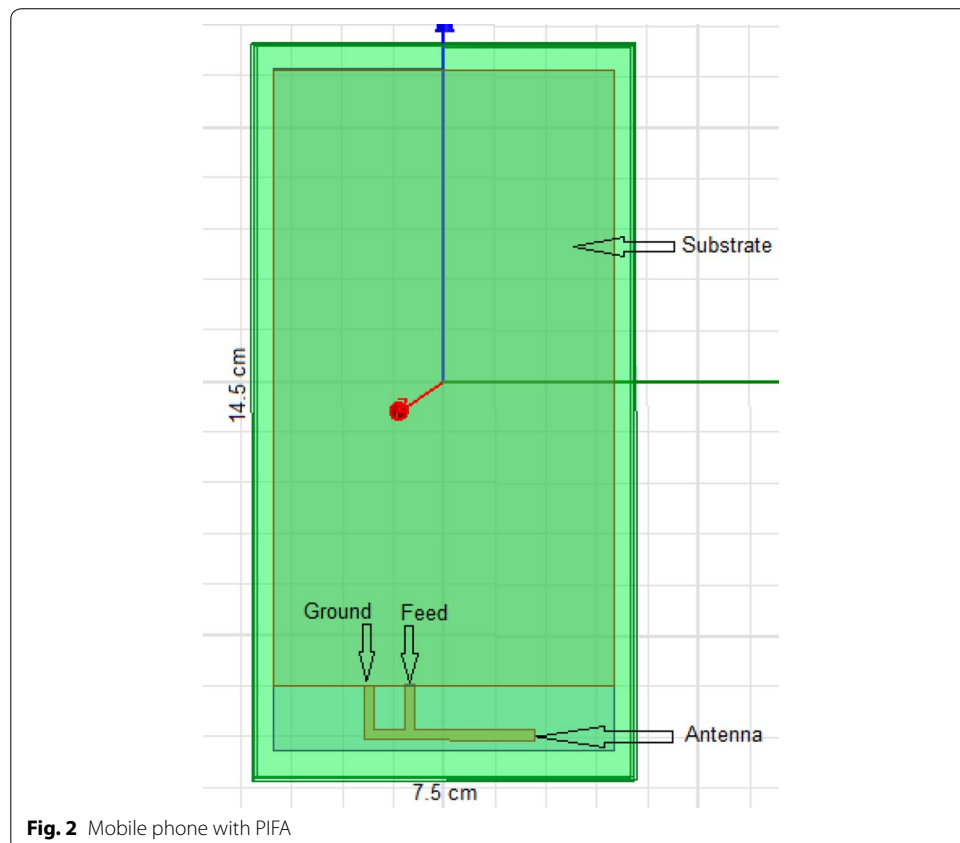 Substrate
14.5 cm
Ground
Feed
Antenna
7.5 cm
Fig. 2 Mobile phone with PIFA